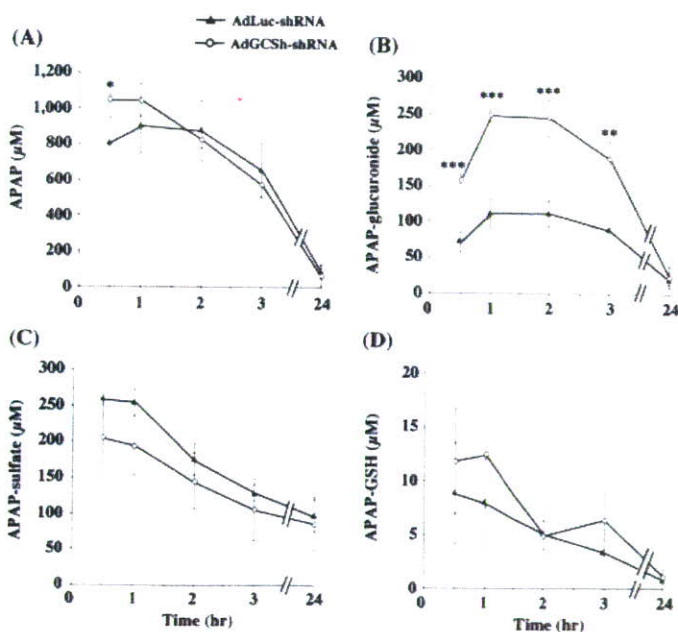 AdLuc-shRNA
AdGCSh-shRNA
(A)
*
1,200
1,000
800
600
400
200
0
APAP (µM)
0 1 2 3 24
(B)
***
***
***
**
300
250
200
150
100
50
0
APAP-glucuronide (µM)
0 1 2 3 24
(C)
300
250
200
150
100
50
0
APAP-sulfate (µM)
0 1 2 3 24
Time (hr)
(D)
20
15
10
5
0
APAP-GSH (µM)
0 1 2 3 24
Time (hr)